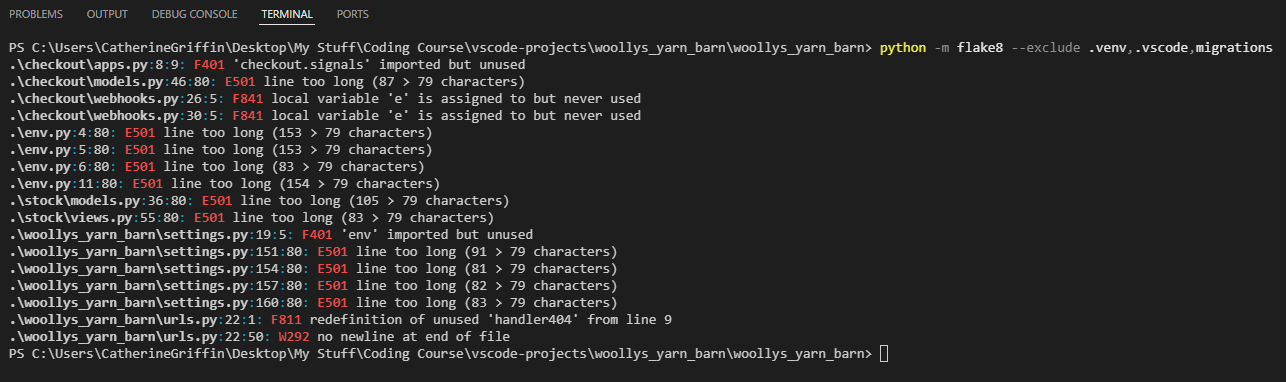 PROBLEMS OUTPUT DEBUG CONSOLE TERMINAL PORTS
PS C:\Users\CatherineGriffin\Desktop\My Stuff\Coding Course\vscode-projects\woollys_yarn_barn\woollys_yarn_barn> python -m flake8 --exclude .venv,.vscode,migrations
.\checkout\apps.py:8:9: F401 'checkout.signals' imported but unused
.\checkout\models.py:46:80: E501 line too long (87 > 79 characters)
.\checkout\webhooks.py:26:5: F841 local variable 'e' is assigned to but never used
.\checkout\webhooks.py:30:5: F841 local variable 'e' is assigned to but never used
.\env.py:4:80: E501 line too long (153 > 79 characters)
.\env.py:5:80: E501 line too long (153 > 79 characters)
.\env.py:6:80: E501 line too long (83 > 79 characters)
.\env.py:11:80: E501 line too long (154 > 79 characters)
.\stock\models.py:36:80: E501 line too long (105 > 79 characters)
.\stock\views.py:55:80: E501 line too long (83 > 79 characters)
.\woollys_yarn_barn\settings.py:19:5: F401 'env' imported but unused
.\woollys_yarn_barn\settings.py:151:80: E501 line too long (91 > 79 characters)
.\woollys_yarn_barn\settings.py:154:80: E501 line too long (81 > 79 characters)
.\woollys_yarn_barn\settings.py:157:80: E501 line too long (82 > 79 characters)
.\woollys_yarn_barn\settings.py:160:80: E501 line too long (83 > 79 characters)
.\woollys_yarn_barn\urls.py:22:1: F811 redefinition of unused 'handler404' from line 9
.\woollys_yarn_barn\urls.py:22:50: W292 no newline at end of file
PS C:\Users\CatherineGriffin\Desktop\My Stuff\Coding Course\vscode-projects\woollys_yarn_barn\woollys_yarn_barn>